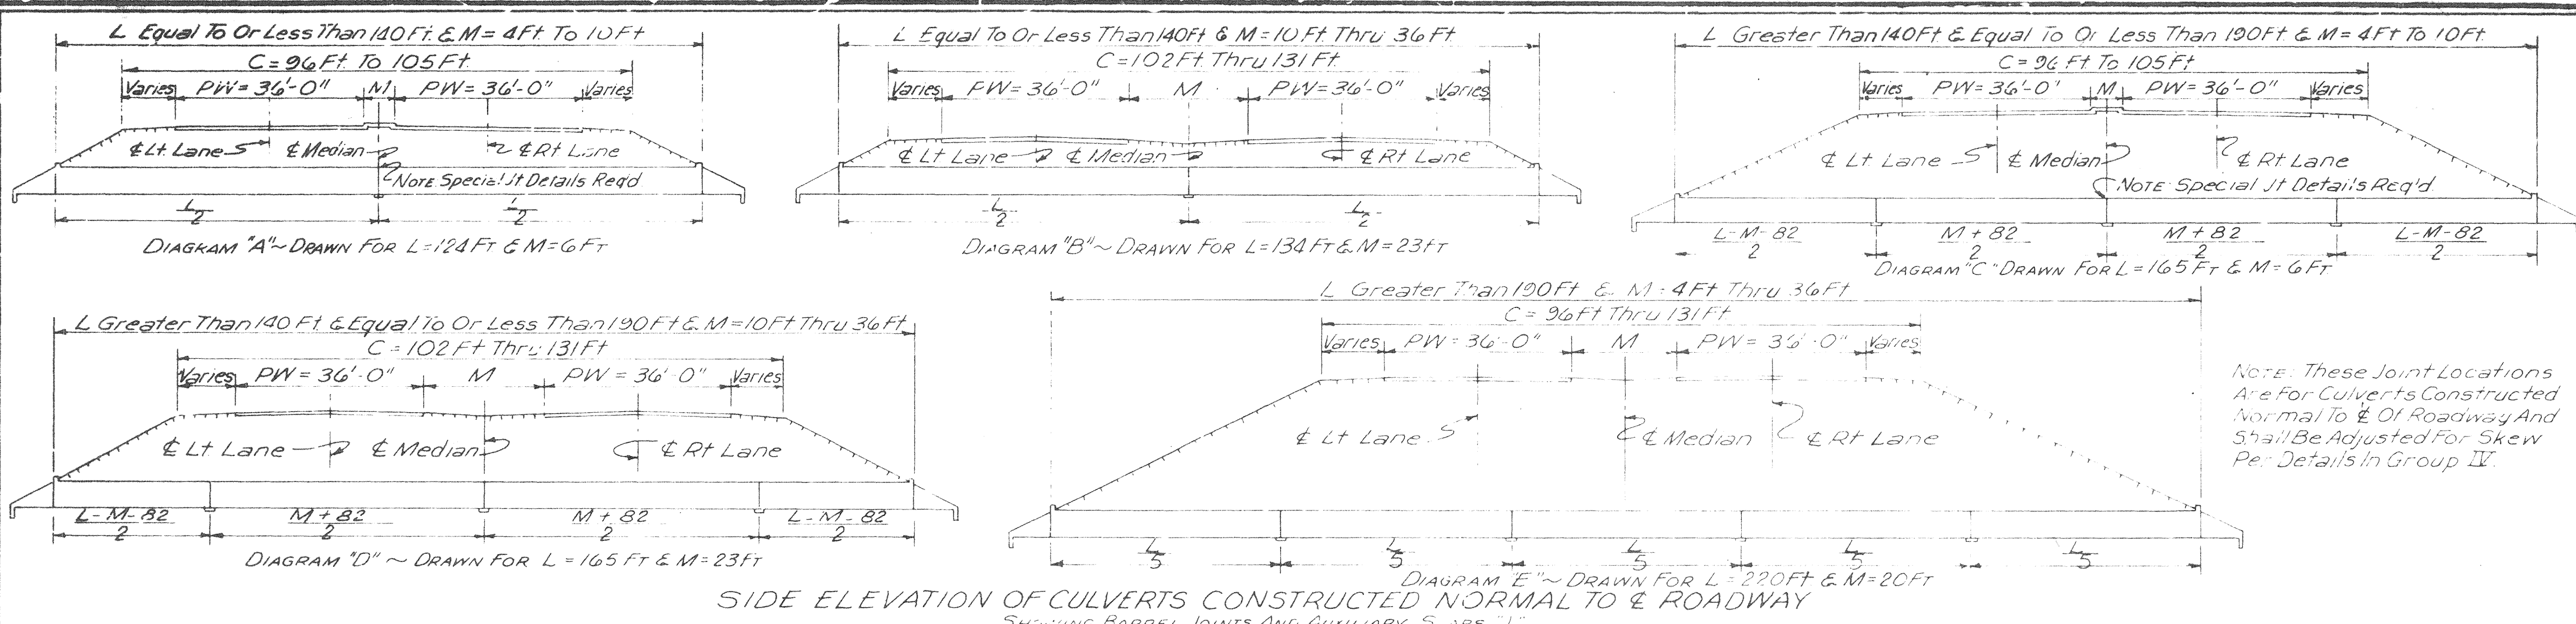 L Equal To Or Less Than 140 Ft. & M = 4 Ft. To 10 Ft
C = 96 Ft. To 105 Ft.
Varies PW = 36'-0" M PW = 36'-0" Varies
℄ Lt. Lane ℄ Median ℄ Rt Lane
NOTE: Special Jt Details Req'd
L/2 L/2
DIAGRAM "A" ~ DRAWN FOR L = 124 FT & M = 6 FT
L Equal To Or Less Than 140 Ft & M = 10 Ft. Thru 36 Ft.
C = 102 Ft Thru 131 Ft.
Varies PW = 36'-0" M PW = 36'-0" Varies
℄ Lt Lane ℄ Median ℄ Rt Lane
L/2 L/2
DIAGRAM "B" ~ DRAWN FOR L = 134 FT & M = 23 FT
L Greater Than 140 Ft & Equal To Or Less Than 190 Ft. & M = 4 Ft To 10 Ft.
C = 96 Ft To 105 Ft.
Varies PW = 36'-0" M PW = 36'-0" Varies
℄ Lt Lane ℄ Median ℄ Rt Lane
NOTE: Special Jt Details Req'd.
L-M-82/2 M+82/2 M+82/2 L-M-82/2
DIAGRAM "C" DRAWN FOR L = 165 FT & M = 6 FT
L Greater Than 140 Ft & Equal To Or Less Than 190 Ft & M = 10 Ft Thru 36 Ft
C = 102 Ft Thru 131 Ft
Varies PW = 36'-0" M PW = 36'-0" Varies
℄ Lt Lane ℄ Median ℄ Rt Lane
L-M-82/2 M+82/2 M+82/2 L-M-82/2
DIAGRAM "D" ~ DRAWN FOR L = 165 FT & M = 23 FT
L Greater Than 190 Ft & M = 4 Ft Thru 36 Ft
C = 96 Ft Thru 131 Ft
Varies PW = 36'-0" M PW = 36'-0" Varies
℄ Lt Lane ℄ Median ℄ Rt Lane
L/5 L/5 L/5 L/5 L/5
DIAGRAM "E" ~ DRAWN FOR L = 220 FT & M = 20 FT
NOTE: These Joint Locations
Are For Culverts Constructed
Normal To ℄ Of Roadway And
Shall Be Adjusted For Skew
Per Details In Group IV.
SIDE ELEVATION OF CULVERTS CONSTRUCTED NORMAL TO ℄ ROADWAY
SHOWING BARREL JOINTS AND AUXILIARY SLABS "J"